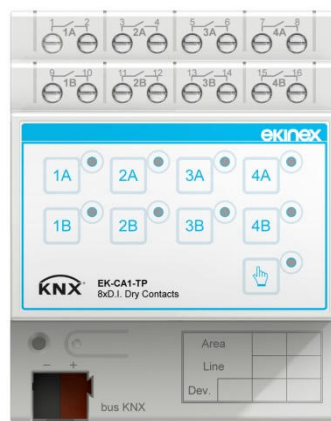 1 2 3 4 5 6 7 8
1A 2A 3A 4A
9 10 11 12 13 14 15 16
1B 2B 3B 4B
ekinex
1A 2A 3A 4A
1B 2B 3B 4B
KNX
EK-CA1-TP
8xD.I. Dry Contacts
Area
Line
Dev.
− +
bus KNX